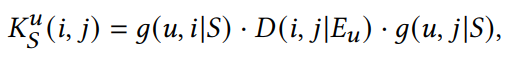 K_S^u(i, j) = g(u, i|S) · D(i, j|E_u) · g(u, j|S),